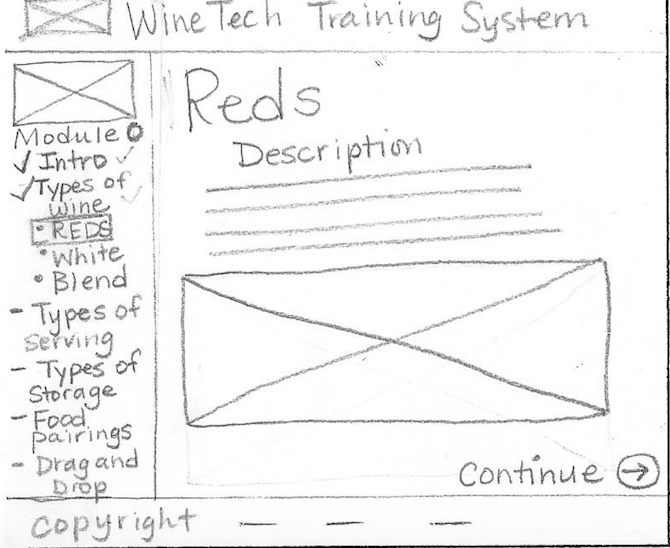 WineTech Training System
Module
Intro
Types of
wine
• REDS
• White
• Blend
- Types of
serving
- Types of
Storage
- Food
pairings
- Drag and
Drop
Reds
Description
Continue
Copyright